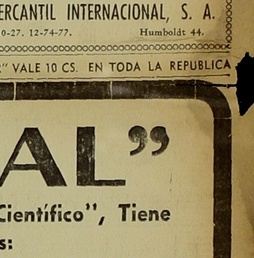 ERCANTIL INTERNACIONAL, S. A.
0-27. 12-74-77. Humboldt 44.
" VALE 10 CS. EN TODA LA REPUBLICA
AL"
Científico", Tiene
s: